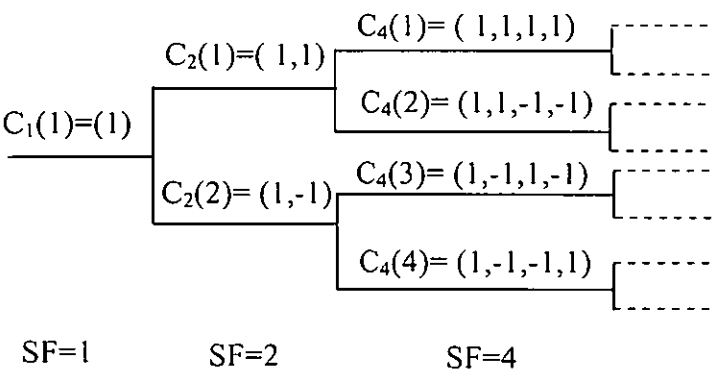 C₄(1)= ( 1,1,1,1)
C₂(1)=( 1,1)
C₄(2)= (1,1,-1,-1)
C₁(1)=(1)
C₄(3)= (1,-1,1,-1)
C₂(2)= (1,-1)
C₄(4)= (1,-1,-1,1)
SF=1 SF=2 SF=4